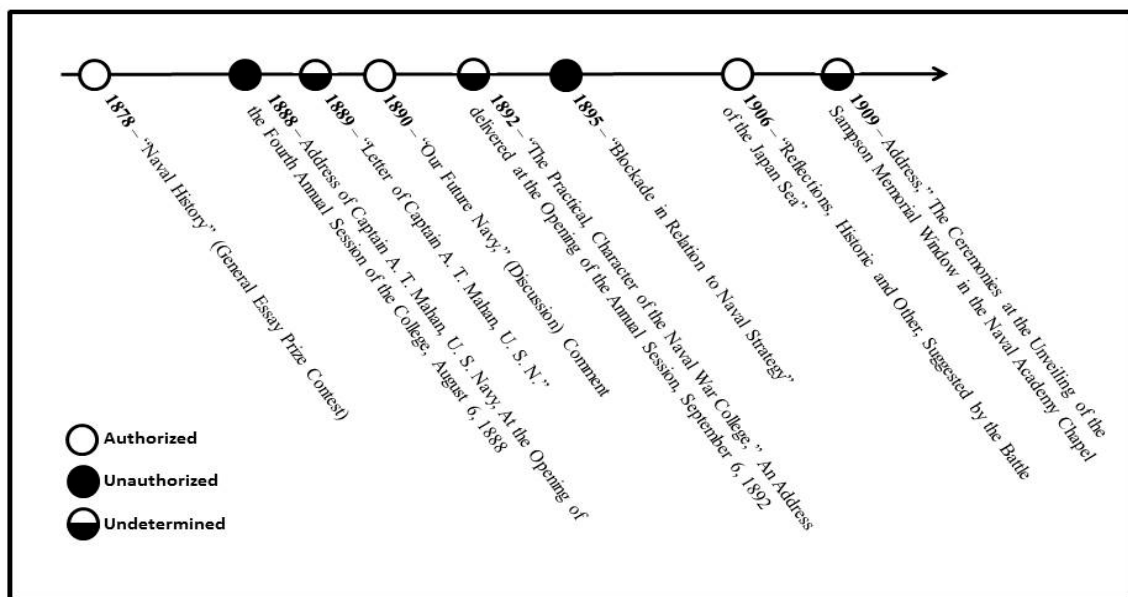 1878 – “Naval History” (General Essay Prize Contest)
1888 – Address of Captain A. T. Mahan, U. S. Navy, At the Opening of
the Fourth Annual Session of the College, August 6, 1888
1889 – “Letter of Captain A. T. Mahan, U. S. N.”
1890 – “Our Future Navy,” (Discussion) Comment
1892 – “The Practical, Character of the Naval War College,” An Address
delivered at the Opening of the Annual Session, September 6, 1892
1895 – “Blockade in Relation to Naval Strategy”
1906 – “Reflections, Historic and Other, Suggested by the Battle
of the Japan Sea”
1909 – Address,” The Ceremonies at the Unveiling of the
Sampson Memorial Window in the Naval Academy Chapel
Authorized
Unauthorized
Undetermined